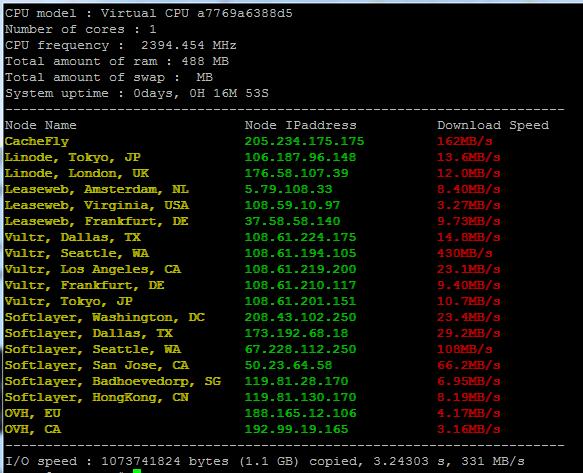 CPU model : Virtual CPU a7769a6388d5
Number of cores : 1
CPU frequency :  2394.454 MHz
Total amount of ram : 488 MB
Total amount of swap :  MB
System uptime : 0days, 0H 16M 53S
----------------------------------------------------------------------
Node Name Node IPaddress Download Speed
CacheFly 205.234.175.175 162MB/s
Linode, Tokyo, JP 106.187.96.148 13.6MB/s
Linode, London, UK 176.58.107.39 12.0MB/s
Leaseweb, Amsterdam, NL 5.79.108.33 8.40MB/s
Leaseweb, Virginia, USA 108.59.10.97 3.27MB/s
Leaseweb, Frankfurt, DE 37.58.58.140 9.73MB/s
Vultr, Dallas, TX 108.61.224.175 14.8MB/s
Vultr, Seattle, WA 108.61.194.105 430MB/s
Vultr, Los Angeles, CA 108.61.219.200 23.1MB/s
Vultr, Frankfurt, DE 108.61.210.117 9.40MB/s
Vultr, Tokyo, JP 108.61.201.151 10.7MB/s
Softlayer, Washington, DC 208.43.102.250 23.4MB/s
Softlayer, Dallas, TX 173.192.68.18 29.2MB/s
Softlayer, Seattle, WA 67.228.112.250 108MB/s
Softlayer, San Jose, CA 50.23.64.58 66.2MB/s
Softlayer, Badhoevedorp, SG 119.81.28.170 6.95MB/s
Softlayer, HongKong, CN 119.81.130.170 8.19MB/s
OVH, EU 188.165.12.106 4.17MB/s
OVH, CA 192.99.19.165 3.16MB/s
----------------------------------------------------------------------
I/O speed : 1073741824 bytes (1.1 GB) copied, 3.24303 s, 331 MB/s